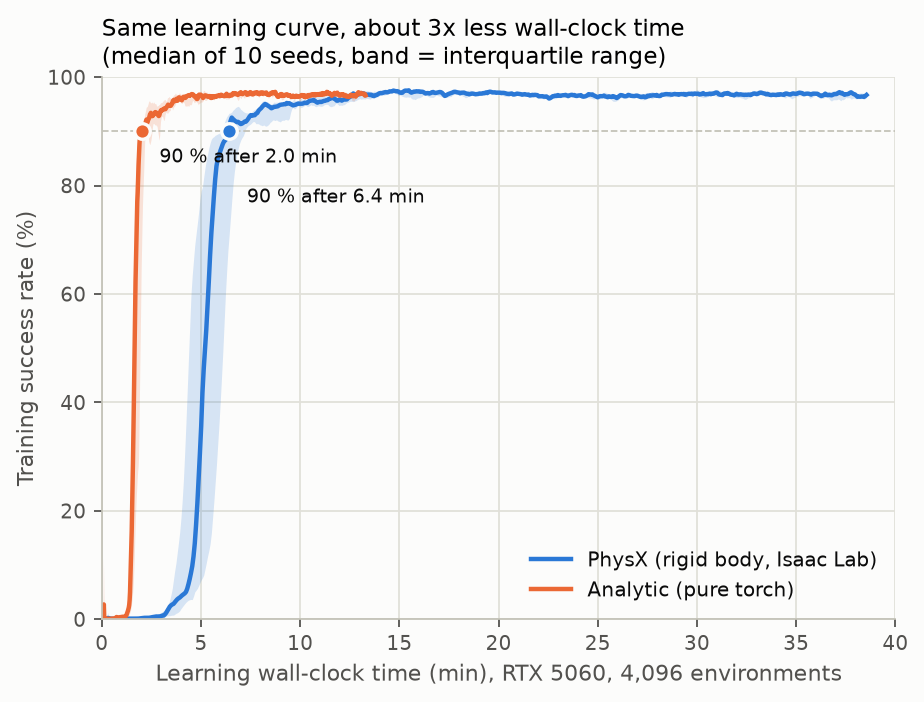 Same learning curve, about 3x less wall-clock time
(median of 10 seeds, band = interquartile range)
100
80
60
40
20
0
Training success rate (%)
90 % after 2.0 min
90 % after 6.4 min
PhysX (rigid body, Isaac Lab)
Analytic (pure torch)
0 5 10 15 20 25 30 35 40
Learning wall-clock time (min), RTX 5060, 4,096 environments